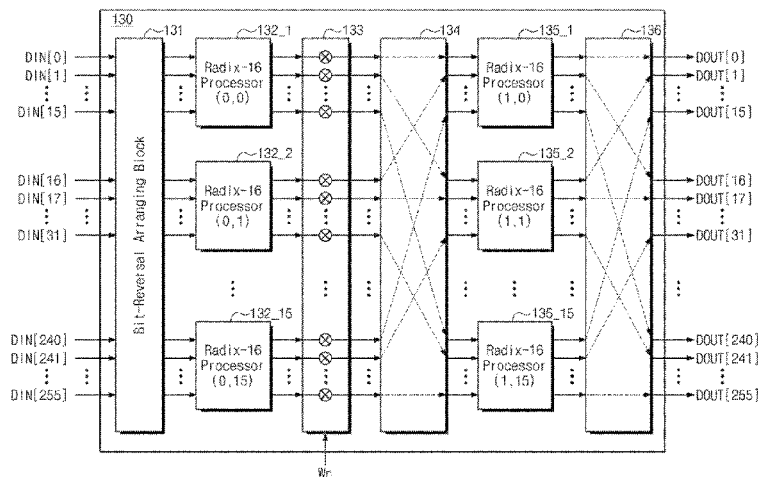 130
131
132_1
133
134
135_1
136
DIN[0]
DIN[1]
DIN[15]
Radix-16
Processor
(0,0)
Radix-16
Processor
(1,0)
DOUT[0]
DOUT[1]
DOUT[15]
132_2
135_2
DIN[16]
DIN[17]
DIN[31]
Radix-16
Processor
(0,1)
Radix-16
Processor
(1,1)
DOUT[16]
DOUT[17]
DOUT[31]
Bit-Reversal Arranging Block
132_15
135_15
DIN[240]
DIN[241]
DIN[255]
Radix-16
Processor
(0,15)
Radix-16
Processor
(1,15)
DOUT[240]
DOUT[241]
DOUT[255]
Wn